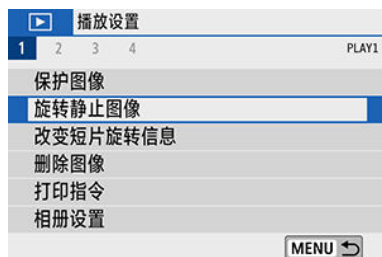 播放设置
1 2 3 4 PLAY1
保护图像
旋转静止图像
改变短片旋转信息
删除图像
打印指令
相册设置
MENU